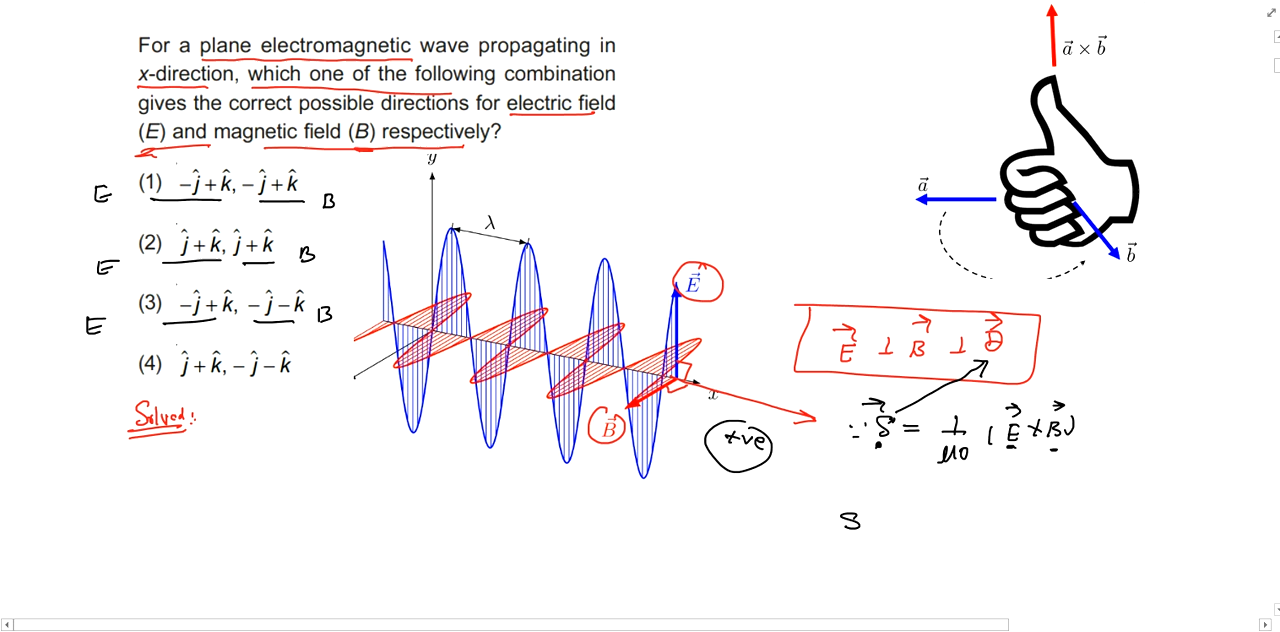 For a plane electromagnetic wave propagating in
x-direction, which one of the following combination
gives the correct possible directions for electric field
(E) and magnetic field (B) respectively?
E (1) −ĵ + k̂, −ĵ + k̂ B
E (2) ĵ + k̂, ĵ + k̂ B
E (3) −ĵ + k̂, −ĵ − k̂ B
(4) ĵ + k̂, −ĵ − k̂
Solved:
y
λ
E⃗
B⃗
x
+ve
a⃗ × b⃗
a⃗
b⃗
E⃗ ⊥ B⃗ ⊥
∵ S⃗ = 1/μ0 (E⃗ × B⃗)
S